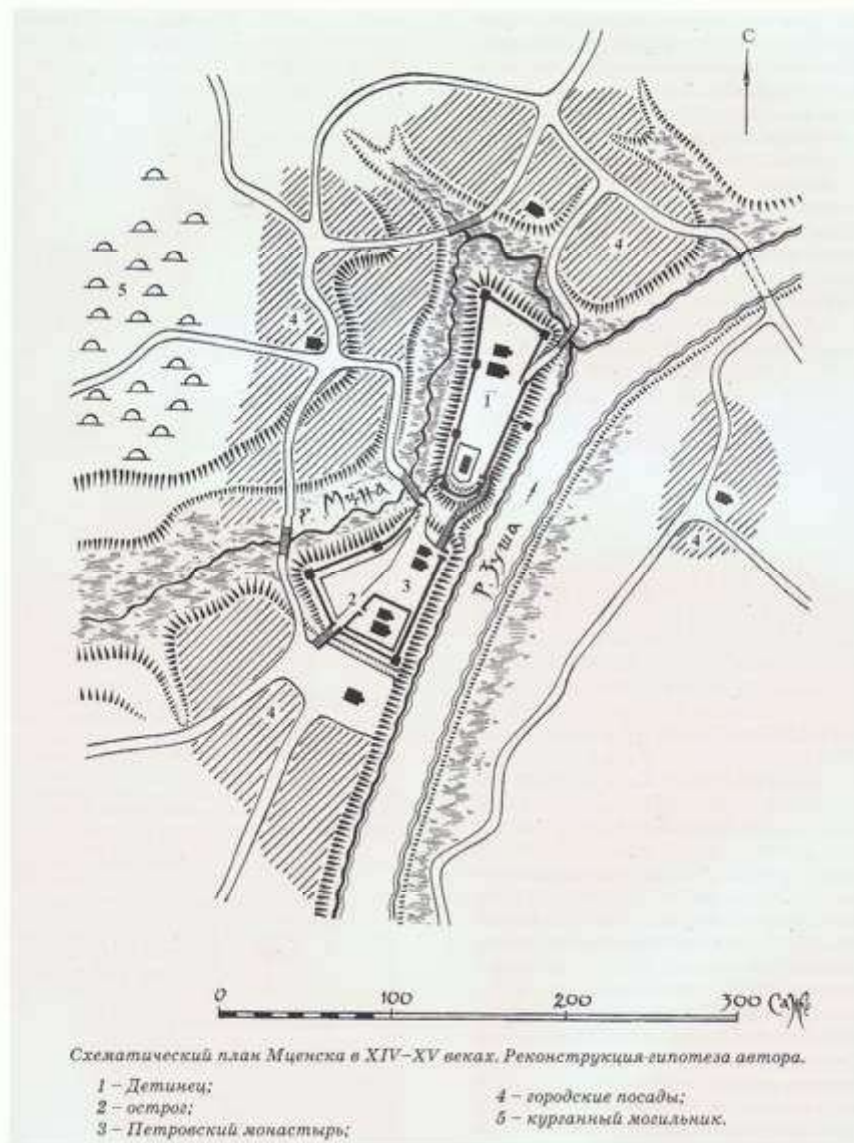 С
4
5
4
1
р. Мцна
р. Зуша
4
3
2
4
0 100 200 300
Схематический план Мценска в XIV–XV веках. Реконструкция-гипотеза автора.
1 – Детинец;
2 – острог;
3 – Петровский монастырь;
4 – городские посады;
5 – курганный могильник.